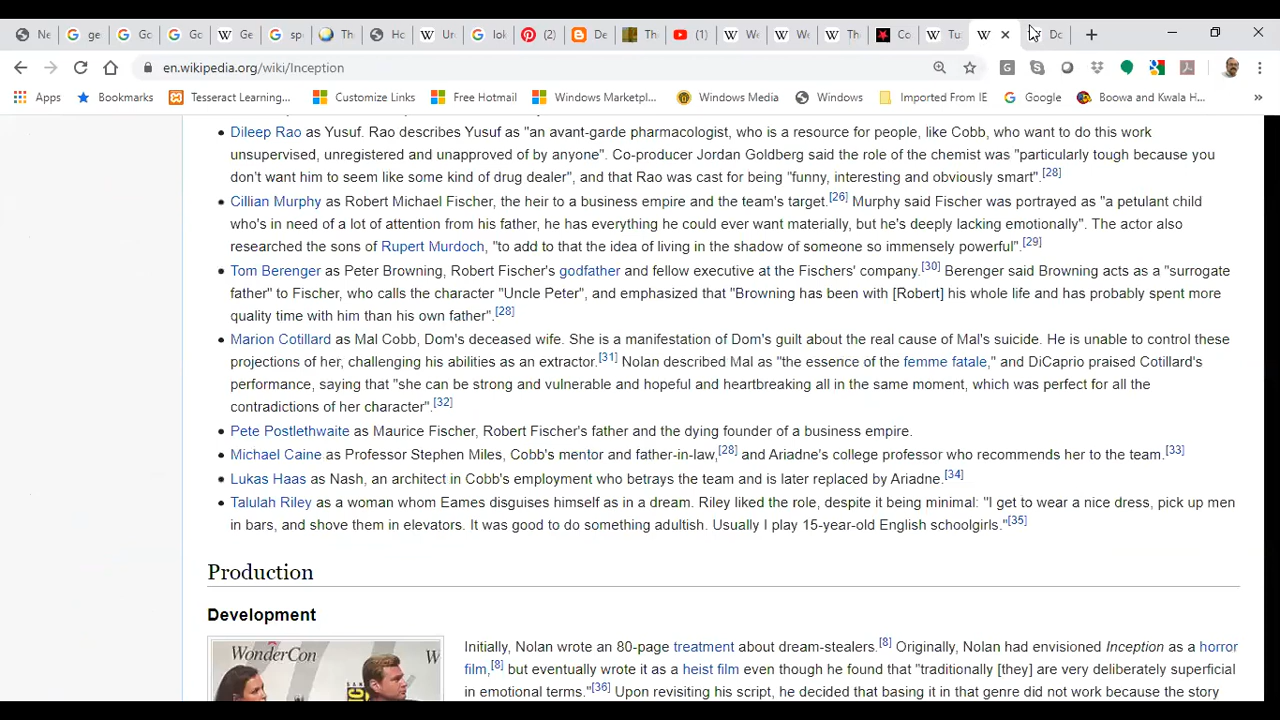 Ne ge Gc Gc Ge sp Th Hc Ur lok (2) De Th (1) We We Th Co Tu Dc
en.wikipedia.org/wiki/Inception
Apps Bookmarks Tesseract Learning... Customize Links Free Hotmail Windows Marketpl... Windows Media Windows Imported From IE Google Boowa and Kwala H... »
• Dileep Rao as Yusuf. Rao describes Yusuf as "an avant-garde pharmacologist, who is a resource for people, like Cobb, who want to do this work
unsupervised, unregistered and unapproved of by anyone". Co-producer Jordan Goldberg said the role of the chemist was "particularly tough because you
don't want him to seem like some kind of drug dealer", and that Rao was cast for being "funny, interesting and obviously smart".[28]
• Cillian Murphy as Robert Michael Fischer, the heir to a business empire and the team's target.[26] Murphy said Fischer was portrayed as "a petulant child
who's in need of a lot of attention from his father, he has everything he could ever want materially, but he's deeply lacking emotionally". The actor also
researched the sons of Rupert Murdoch, "to add to that the idea of living in the shadow of someone so immensely powerful".[29]
• Tom Berenger as Peter Browning, Robert Fischer's godfather and fellow executive at the Fischers' company.[30] Berenger said Browning acts as a "surrogate
father" to Fischer, who calls the character "Uncle Peter", and emphasized that "Browning has been with [Robert] his whole life and has probably spent more
quality time with him than his own father".[28]
• Marion Cotillard as Mal Cobb, Dom's deceased wife. She is a manifestation of Dom's guilt about the real cause of Mal's suicide. He is unable to control these
projections of her, challenging his abilities as an extractor.[31] Nolan described Mal as "the essence of the femme fatale," and DiCaprio praised Cotillard's
performance, saying that "she can be strong and vulnerable and hopeful and heartbreaking all in the same moment, which was perfect for all the
contradictions of her character".[32]
• Pete Postlethwaite as Maurice Fischer, Robert Fischer's father and the dying founder of a business empire.
• Michael Caine as Professor Stephen Miles, Cobb's mentor and father-in-law,[28] and Ariadne's college professor who recommends her to the team.[33]
• Lukas Haas as Nash, an architect in Cobb's employment who betrays the team and is later replaced by Ariadne.[34]
• Talulah Riley as a woman whom Eames disguises himself as in a dream. Riley liked the role, despite it being minimal: "I get to wear a nice dress, pick up men
in bars, and shove them in elevators. It was good to do something adultish. Usually I play 15-year-old English schoolgirls."[35]
Production
Development
WonderCon W
Initially, Nolan wrote an 80-page treatment about dream-stealers.[8] Originally, Nolan had envisioned Inception as a horror
film,[8] but eventually wrote it as a heist film even though he found that "traditionally [they] are very deliberately superficial
in emotional terms."[36] Upon revisiting his script, he decided that basing it in that genre did not work because the story